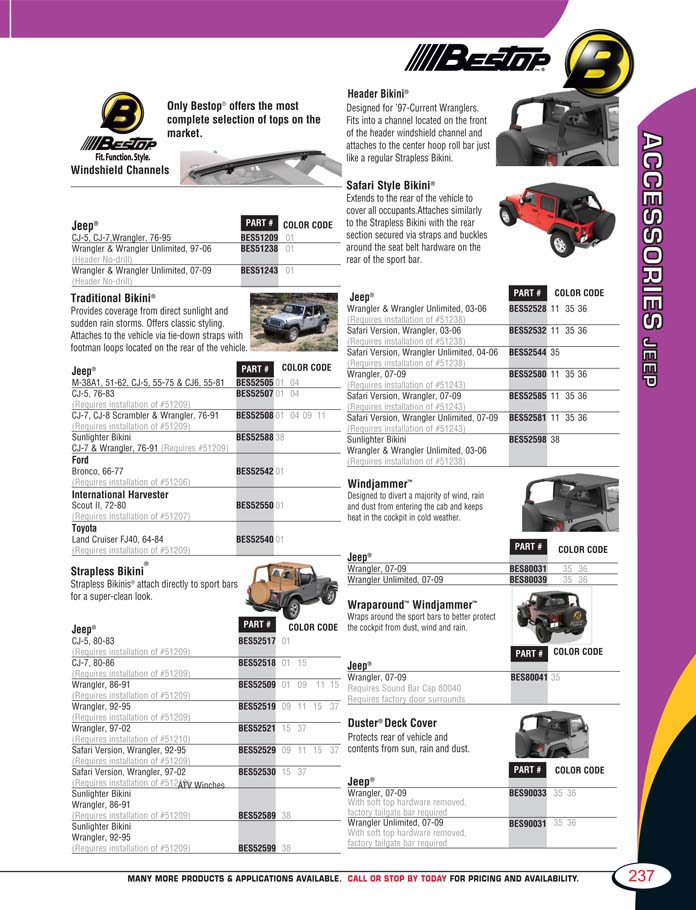 BESTOP INC. ®
B
B
BESTOP
Fit.Function.Style.
Windshield Channels
Only Bestop® offers the most
complete selection of tops on the
market.
Jeep® PART # COLOR CODE
CJ-5, CJ-7,Wrangler, 76-95 BES51209 01
Wrangler & Wrangler Unlimited, 97-06 BES51238 01
(Header No-drill)
Wrangler & Wrangler Unlimited, 07-09 BES51243 01
(Header No-drill)
Traditional Bikini®
Provides coverage from direct sunlight and
sudden rain storms. Offers classic styling.
Attaches to the vehicle via tie-down straps with
footman loops located on the rear of the vehicle.
Jeep® PART # COLOR CODE
M-38A1, 51-62, CJ-5, 55-75 & CJ6, 55-81 BES52505 01 04
CJ-5, 76-83 BES52507 01 04
(Requires installation of #51209)
CJ-7, CJ-8 Scrambler & Wrangler, 76-91 BES52508 01 04 09 11
(Requires installation of #51209)
Sunlighter Bikini BES52588 38
CJ-7 & Wrangler, 76-91 (Requires #51209)
Ford
Bronco, 66-77 BES52542 01
(Requires installation of #51206)
International Harvester
Scout II, 72-80 BES52550 01
(Requires installation of #51207)
Toyota
Land Cruiser FJ40, 64-84 BES52540 01
(Requires installation of #51209)
Strapless Bikini®
Strapless Bikinis® attach directly to sport bars
for a super-clean look.
Jeep® PART # COLOR CODE
CJ-5, 80-83 BES52517 01
(Requires installation of #51209)
CJ-7, 80-86 BES52518 01 15
(Requires installation of #51209)
Wrangler, 86-91 BES52509 01 09 11 15
(Requires installation of #51209)
Wrangler, 92-95 BES52519 09 11 15 37
(Requires installation of #51209)
Wrangler, 97-02 BES52521 15 37
(Requires installation of #51210)
Safari Version, Wrangler, 92-95 BES52529 09 11 15 37
(Requires installation of #51209)
Safari Version, Wrangler, 97-02 BES52530 15 37
(Requires installation of #512 ATV Winches
Sunlighter Bikini
Wrangler, 86-91
(Requires installation of #51209) BES52589 38
Sunlighter Bikini
Wrangler, 92-95
(Requires installation of #51209) BES52599 38
Header Bikini®
Designed for '97-Current Wranglers.
Fits into a channel located on the front
of the header windshield channel and
attaches to the center hoop roll bar just
like a regular Strapless Bikini.
Safari Style Bikini®
Extends to the rear of the vehicle to
cover all occupants.Attaches similarly
to the Strapless Bikini with the rear
section secured via straps and buckles
around the seat belt hardware on the
rear of the sport bar.
Jeep® PART # COLOR CODE
Wrangler & Wrangler Unlimited, 03-06 BES52528 11 35 36
(Requires installation of #51238)
Safari Version, Wrangler, 03-06 BES52532 11 35 36
(Requires installation of #51238)
Safari Version, Wrangler Unlimited, 04-06 BES52544 35
(Requires installation of #51238)
Wrangler, 07-09 BES52580 11 35 36
(Requires installation of #51243)
Safari Version, Wrangler, 07-09 BES52585 11 35 36
(Requires installation of #51243)
Safari Version, Wrangler Unlimited, 07-09 BES52581 11 35 36
(Requires installation of #51243)
Sunlighter Bikini BES52598 38
Wrangler & Wrangler Unlimited, 03-06
(Requires installation of #51238)
Windjammer™
Designed to divert a majority of wind, rain
and dust from entering the cab and keeps
heat in the cockpit in cold weather.
Jeep® PART # COLOR CODE
Wrangler, 07-09 BES80031 35 36
Wrangler Unlimited, 07-09 BES80039 35 36
Wraparound™ Windjammer™
Wraps around the sport bars to better protect
the cockpit from dust, wind and rain.
Jeep® PART # COLOR CODE
Wrangler, 07-09 BES80041 35
Requires Sound Bar Cap 80040
Requires factory door surrounds
Duster® Deck Cover
Protects rear of vehicle and
contents from sun, rain and dust.
Jeep® PART # COLOR CODE
Wrangler, 07-09 BES90033 35 36
With soft top hardware removed,
factory tailgate bar required
Wrangler Unlimited, 07-09 BES90031 35 36
With soft top hardware removed,
factory tailgate bar required
ACCESSORIES JEEP
MANY MORE PRODUCTS & APPLICATIONS AVAILABLE. CALL OR STOP BY TODAY FOR PRICING AND AVAILABILITY.
237